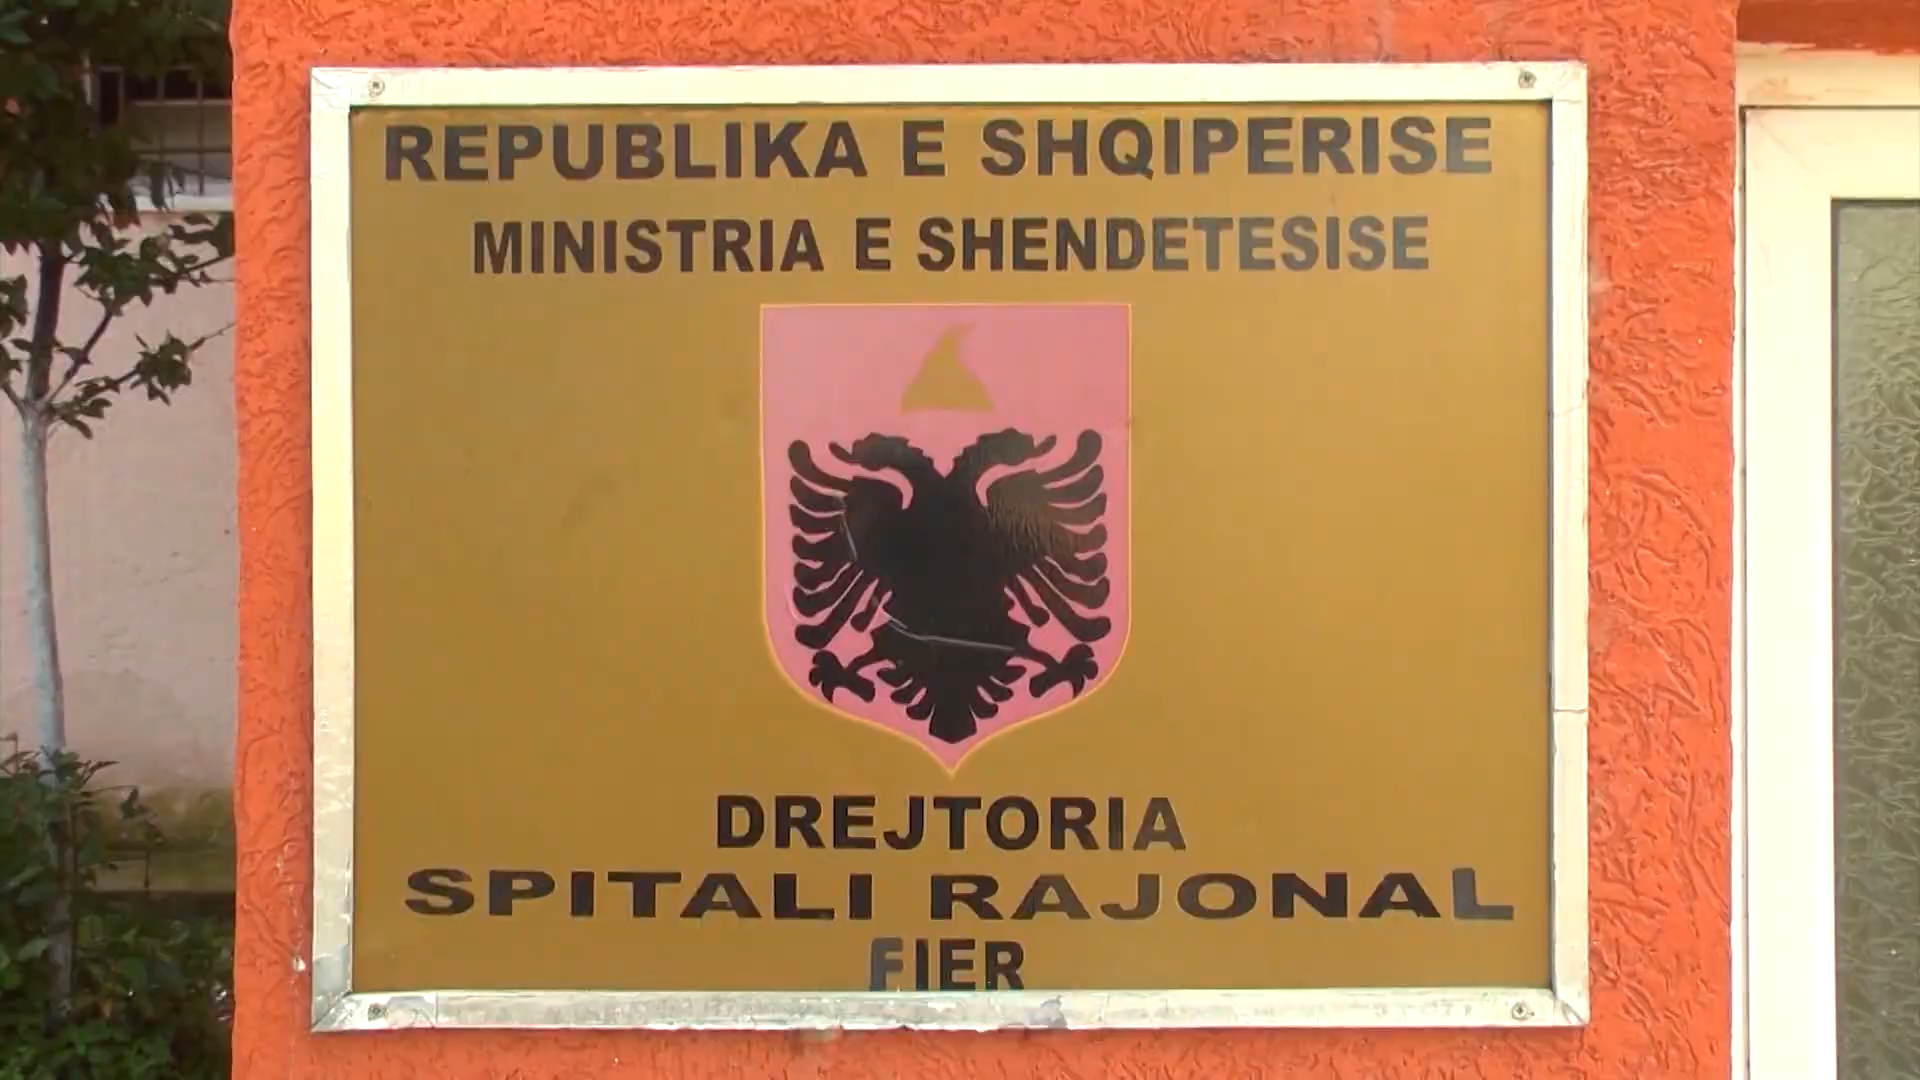 REPUBLIKA E SHQIPERISE
MINISTRIA E SHENDETESISE
DREJTORIA
SPITALI RAJONAL
FIER